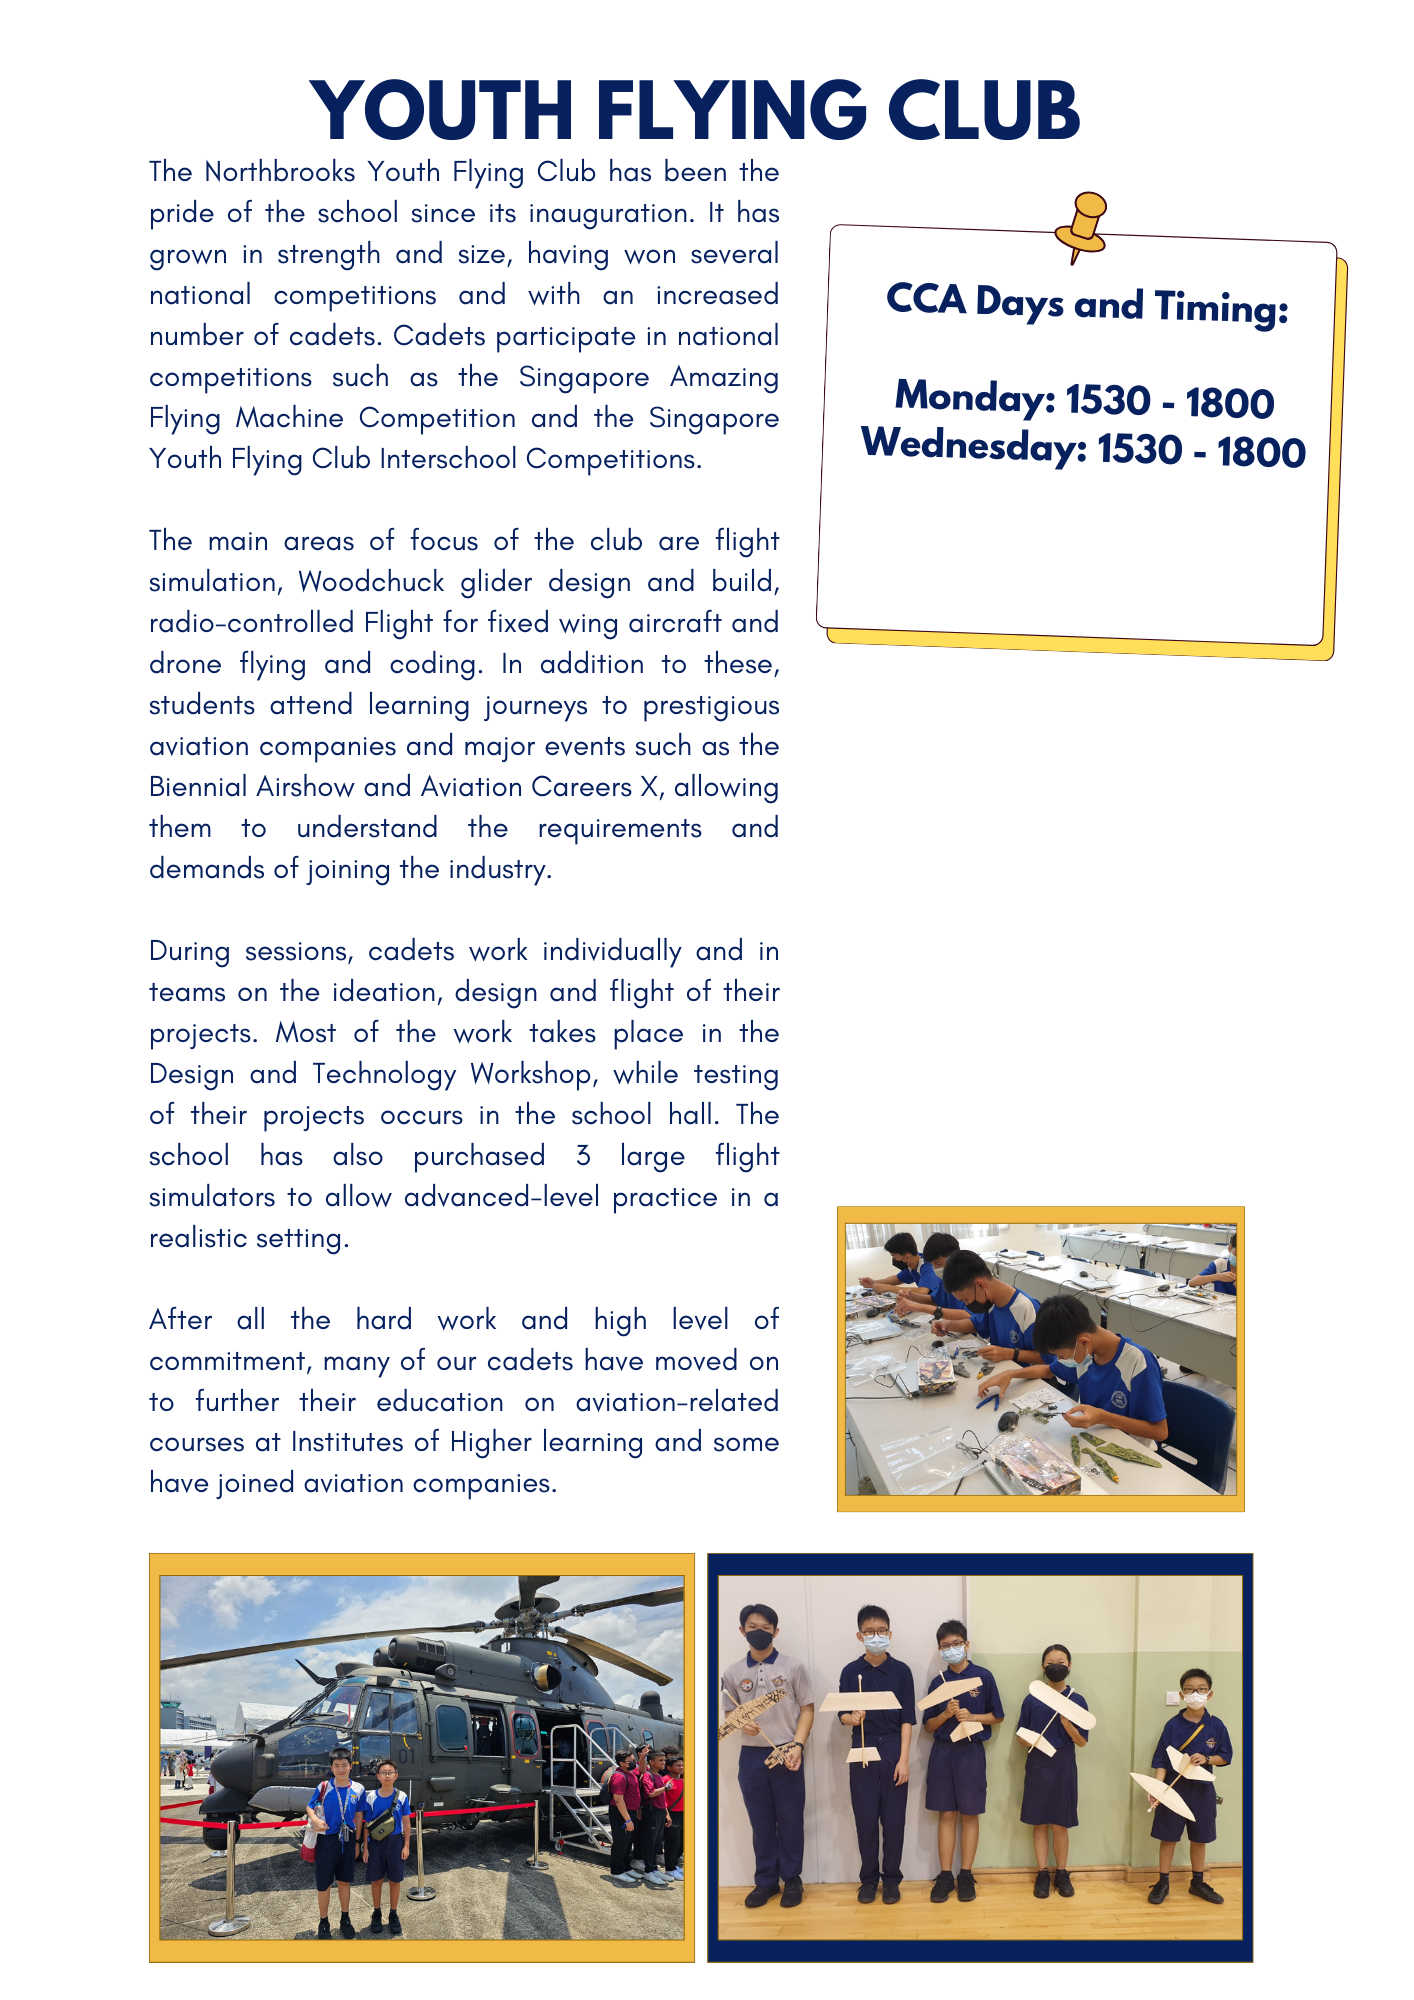 YOUTH FLYING CLUB
The Northbrooks Youth Flying Club has been the
pride of the school since its inauguration. It has
grown in strength and size, having won several
national competitions and with an increased
number of cadets. Cadets participate in national
competitions such as the Singapore Amazing
Flying Machine Competition and the Singapore
Youth Flying Club Interschool Competitions.
The main areas of focus of the club are flight
simulation, Woodchuck glider design and build,
radio-controlled Flight for fixed wing aircraft and
drone flying and coding. In addition to these,
students attend learning journeys to prestigious
aviation companies and major events such as the
Biennial Airshow and Aviation Careers X, allowing
them to understand the requirements and
demands of joining the industry.
During sessions, cadets work individually and in
teams on the ideation, design and flight of their
projects. Most of the work takes place in the
Design and Technology Workshop, while testing
of their projects occurs in the school hall. The
school has also purchased 3 large flight
simulators to allow advanced-level practice in a
realistic setting.
After all the hard work and high level of
commitment, many of our cadets have moved on
to further their education on aviation-related
courses at Institutes of Higher learning and some
have joined aviation companies.
CCA Days and Timing:
Monday: 1530 - 1800
Wednesday: 1530 - 1800
01